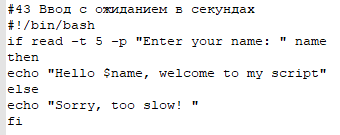 #43 Ввод с ожиданием в секундах
#!/bin/bash
if read -t 5 -p "Enter your name: " name
then
echo "Hello $name, welcome to my script"
else
echo "Sorry, too slow! "
fi